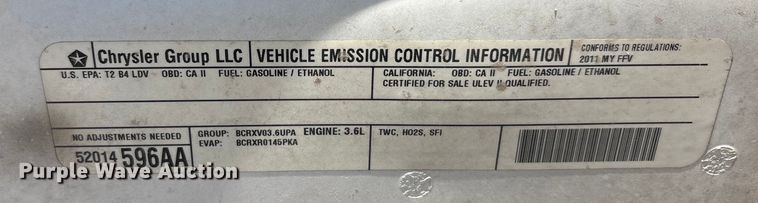 Chrysler Group LLC VEHICLE EMISSION CONTROL INFORMATION CONFORMS TO REGULATIONS:
2011 MY FFV
U.S. EPA: T2 B4 LDV OBD: CA II FUEL: GASOLINE / ETHANOL
CALIFORNIA: OBD: CA II FUEL: GASOLINE / ETHANOL
CERTIFIED FOR SALE ULEV II QUALIFIED.
NO ADJUSTMENTS NEEDED
52014 596AA
GROUP: BCRXV03.6UPA ENGINE: 3.6L
EVAP: BCRXR0145PKA
TWC, HO2S, SFI
Purple Wave Auction